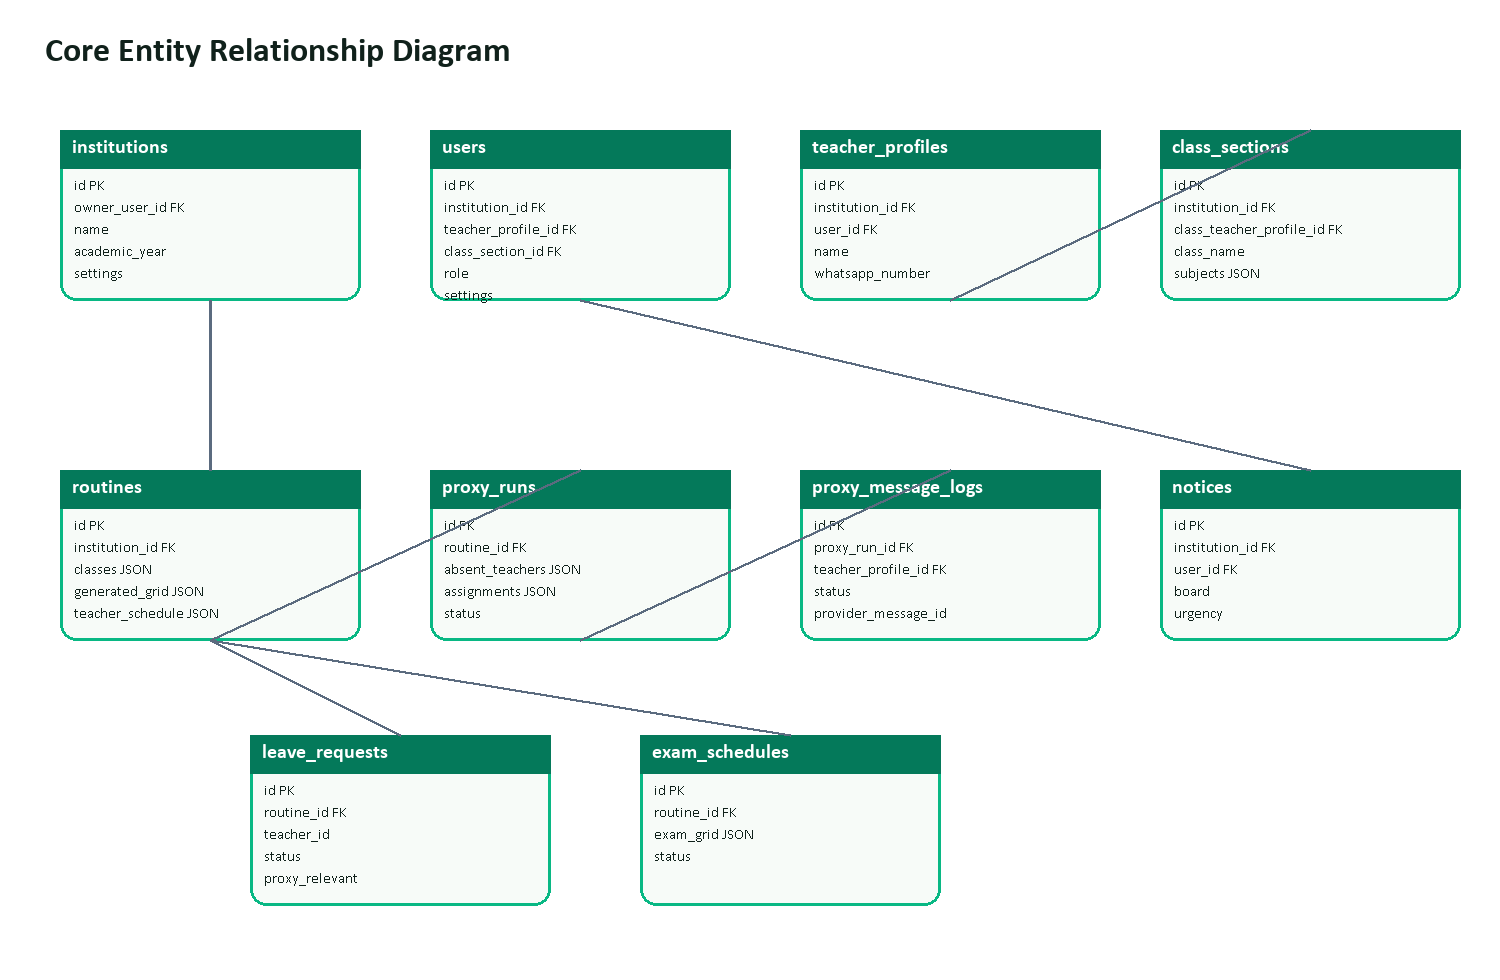 Core Entity Relationship Diagram
institutions
id PK
owner_user_id FK
name
academic_year
settings
users
id PK
institution_id FK
teacher_profile_id FK
class_section_id FK
role
settings
teacher_profiles
id PK
institution_id FK
user_id FK
name
whatsapp_number
class_sections
id PK
institution_id FK
class_teacher_profile_id FK
class_name
subjects JSON
routines
id PK
institution_id FK
classes JSON
generated_grid JSON
teacher_schedule JSON
proxy_runs
id PK
routine_id FK
absent_teachers JSON
assignments JSON
status
proxy_message_logs
id PK
proxy_run_id FK
teacher_profile_id FK
status
provider_message_id
notices
id PK
institution_id FK
user_id FK
board
urgency
leave_requests
id PK
routine_id FK
teacher_id
status
proxy_relevant
exam_schedules
id PK
routine_id FK
exam_grid JSON
status